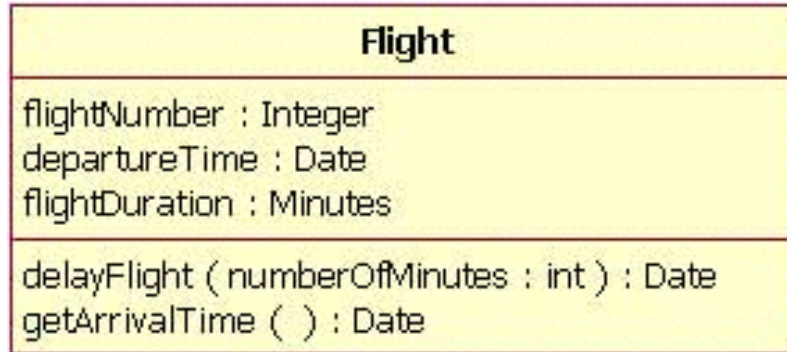 Flight
flightNumber : Integer
departureTime : Date
flightDuration : Minutes
delayFlight ( numberOfMinutes : int ) : Date
getArrivalTime ( ) : Date